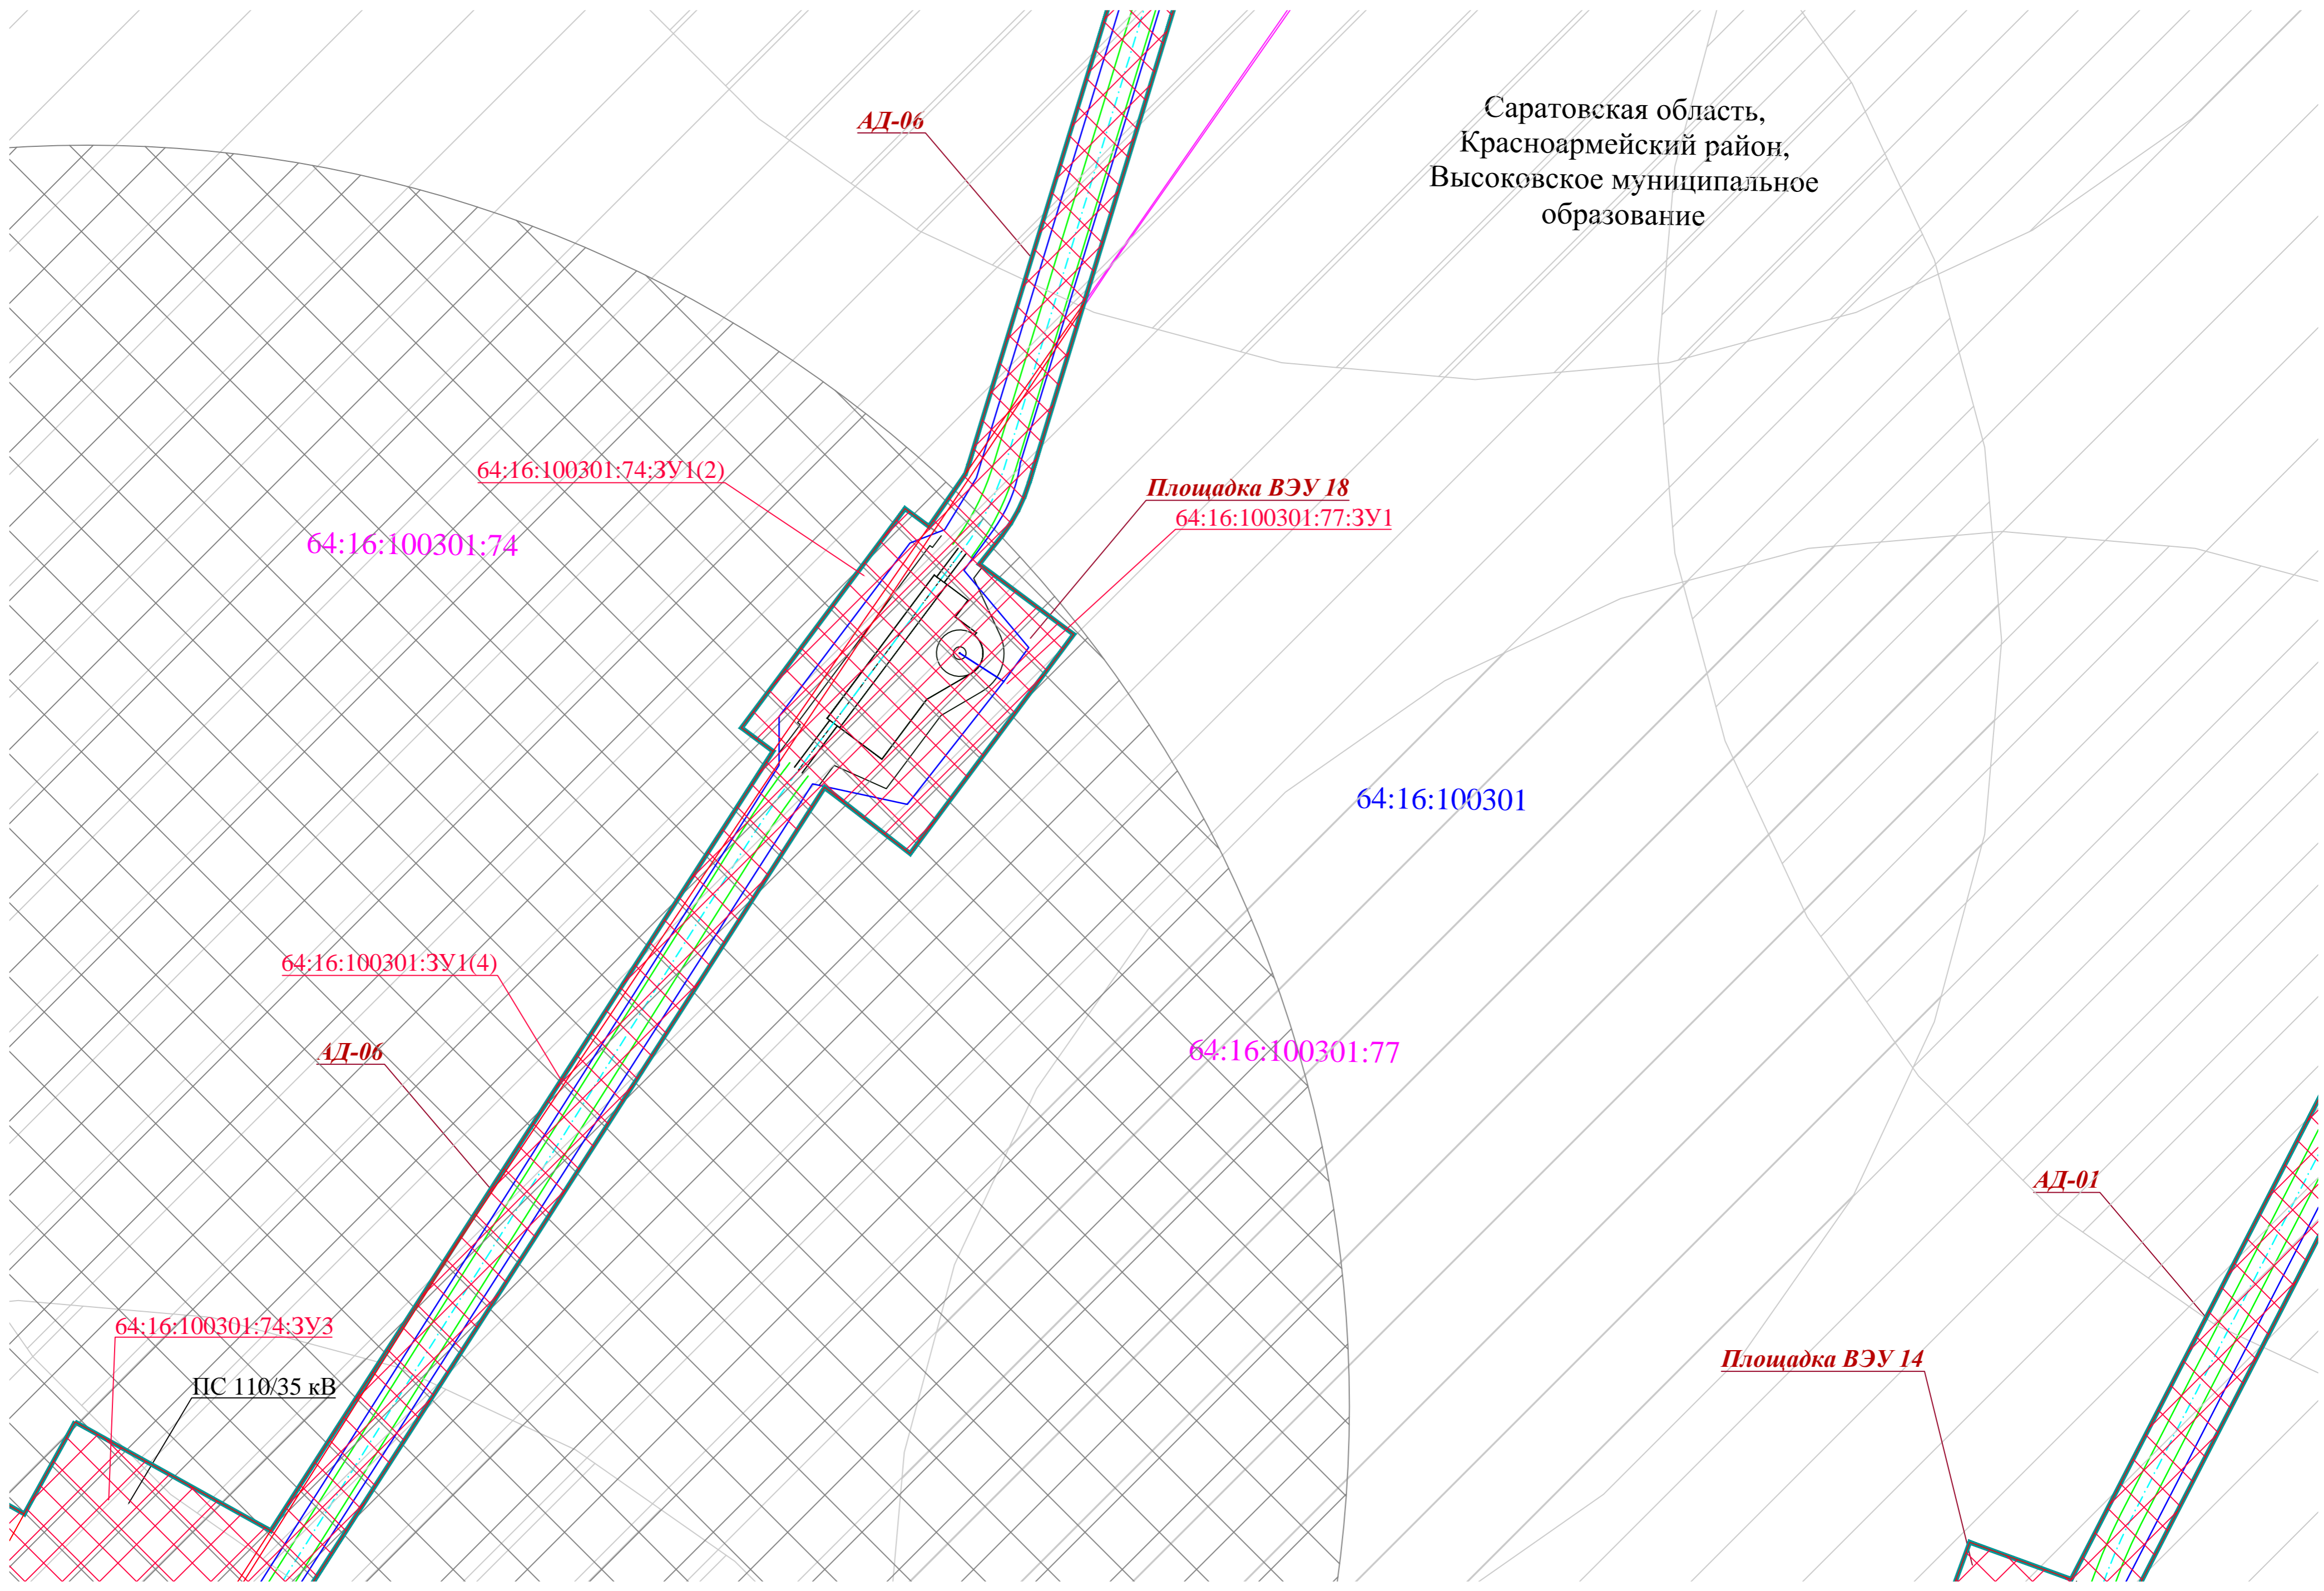 Саратовская область,
Красноармейский район,
Высоковское муниципальное
образование
АД-06
64:16:100301:74:ЗУ1(2)
Площадка ВЭУ 18
64:16:100301:77:ЗУ1
64:16:100301:74
64:16:100301
64:16:100301:ЗУ1(4)
АД-06
64:16:100301:77
АД-01
64:16:100301:74:ЗУ3
Площадка ВЭУ 14
ПС 110/35 кВ